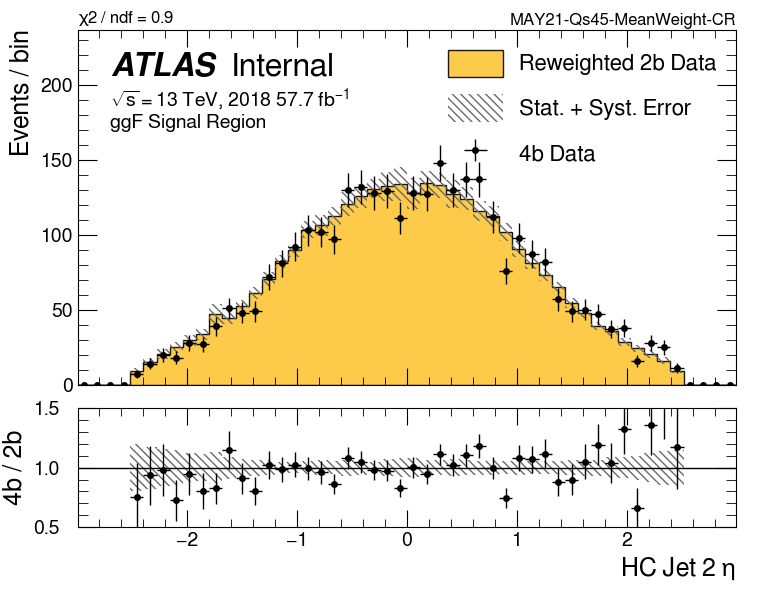 χ2 / ndf = 0.9
MAY21-Qs45-MeanWeight-CR
ATLAS Internal
√s = 13 TeV, 2018 57.7 fb−1
ggF Signal Region
Reweighted 2b Data
Stat. + Syst. Error
4b Data
Events / bin
200
150
100
50
0
4b / 2b
1.5
1.0
0.5
−2 −1 0 1 2
HC Jet 2 η